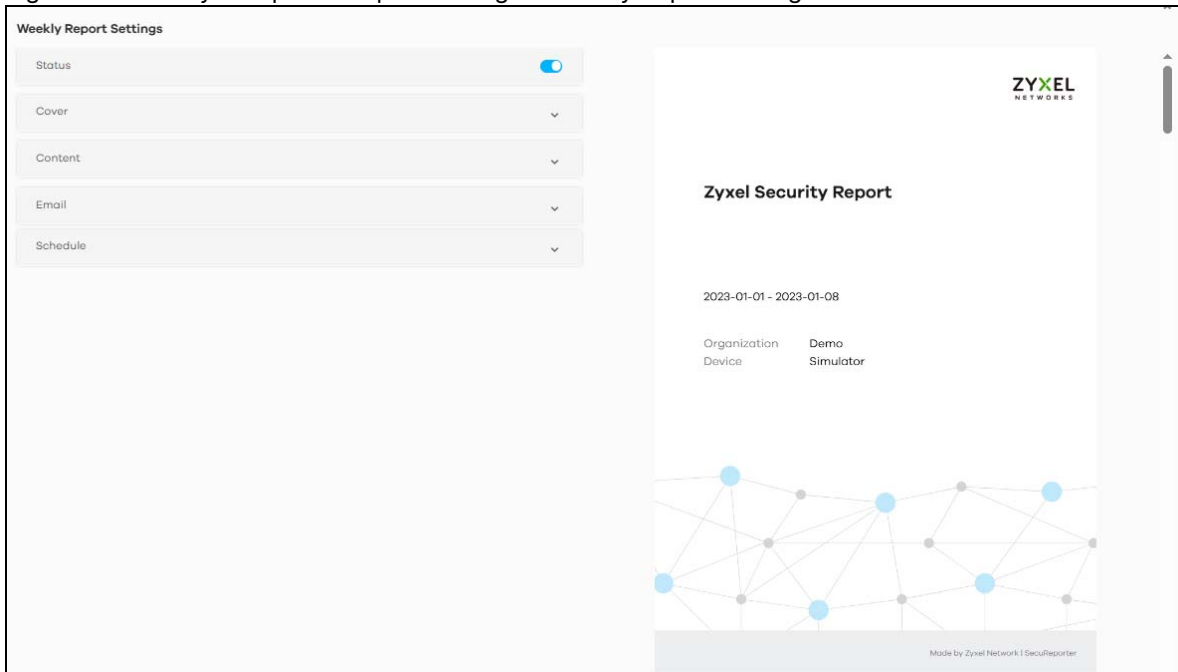 Weekly Report Settings
Status
Cover
Content
Email
Schedule
ZYXEL
NETWORKS
Zyxel Security Report
2023-01-01 - 2023-01-08
Organization Demo
Device Simulator
Made by Zyxel Network | SecuReporter